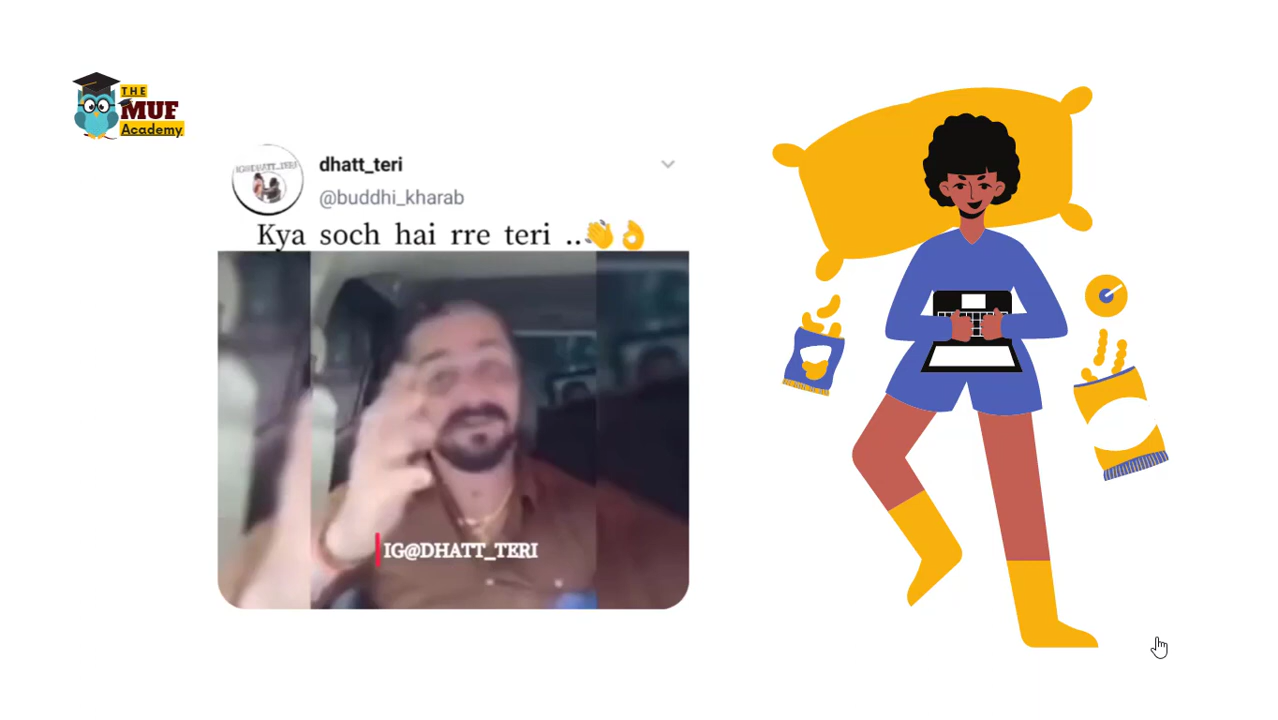 THE
MUF
Academy
dhatt_teri
@buddhi_kharab
Kya soch hai rre teri ..👏👌
IG@DHATT_TERI